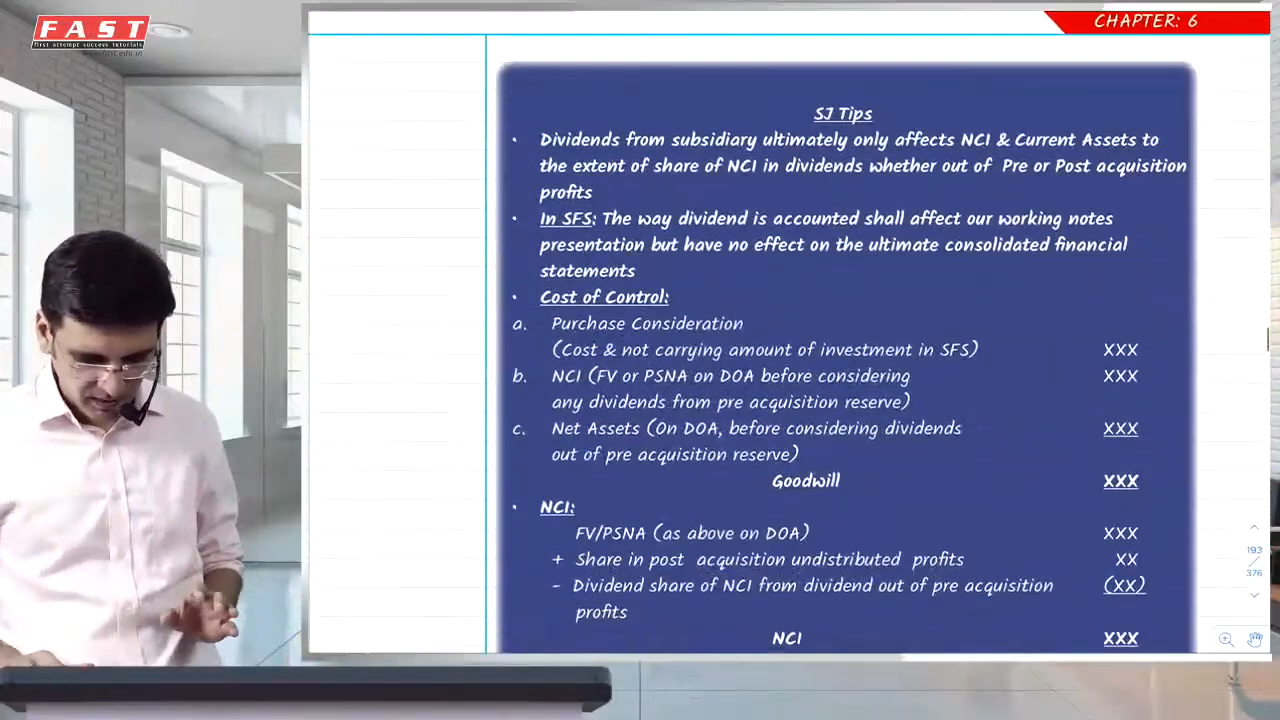 FAST
first attempt success tutorials
www.fast.edu.in
CHAPTER: 6
SJ Tips
• Dividends from subsidiary ultimately only affects NCI & Current Assets to
the extent of share of NCI in dividends whether out of Pre or Post acquisition
profits
• In SFS: The way dividend is accounted shall affect our working notes
presentation but have no effect on the ultimate consolidated financial
statements
• Cost of Control:
a. Purchase Consideration
(Cost & not carrying amount of investment in SFS) XXX
b. NCI (FV or PSNA on DOA before considering XXX
any dividends from pre acquisition reserve)
c. Net Assets (On DOA, before considering dividends XXX
out of pre acquisition reserve)
Goodwill XXX
• NCI:
FV/PSNA (as above on DOA) XXX
+ Share in post acquisition undistributed profits XX
- Dividend share of NCI from dividend out of pre acquisition (XX)
profits
NCI XXX
193
376